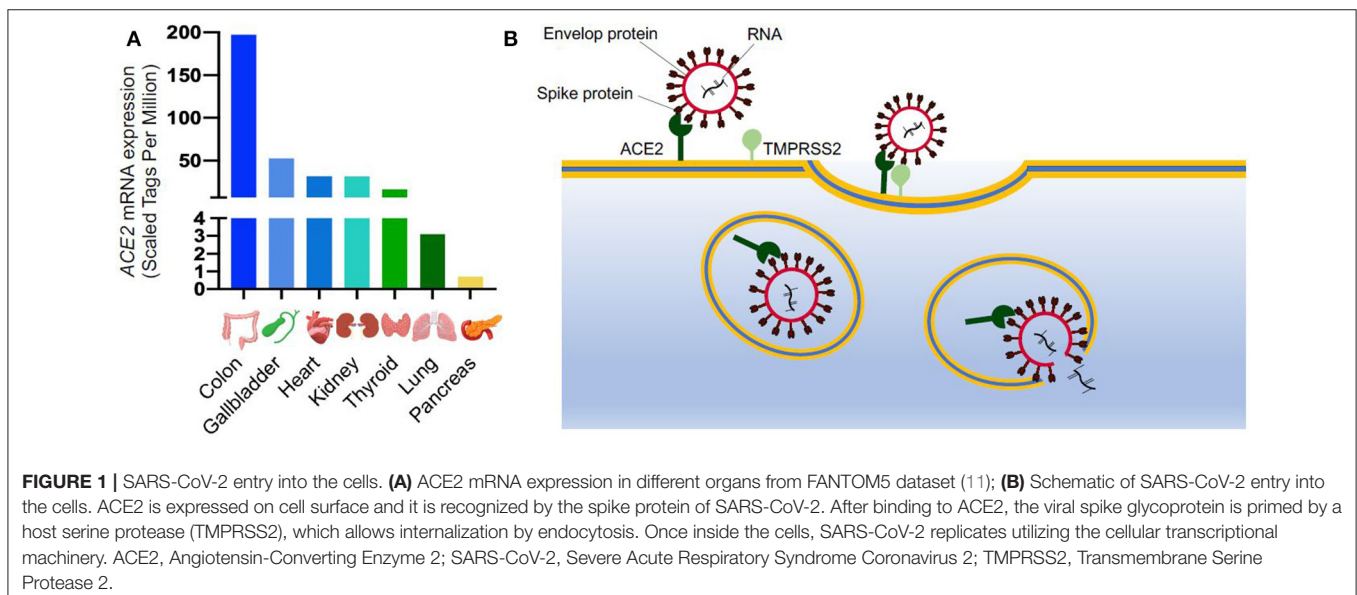 A
ACE2 mRNA expression
(Scaled Tags Per Million)
200
150
100
50
4
3
2
1
0
Colon
Gallbladder
Heart
Kidney
Thyroid
Lung
Pancreas
B
Envelop protein
RNA
Spike protein
ACE2
TMPRSS2
FIGURE 1 | SARS-CoV-2 entry into the cells. (A) ACE2 mRNA expression in different organs from FANTOM5 dataset (11); (B) Schematic of SARS-CoV-2 entry into
the cells. ACE2 is expressed on cell surface and it is recognized by the spike protein of SARS-CoV-2. After binding to ACE2, the viral spike glycoprotein is primed by a
host serine protease (TMPRSS2), which allows internalization by endocytosis. Once inside the cells, SARS-CoV-2 replicates utilizing the cellular transcriptional
machinery. ACE2, Angiotensin-Converting Enzyme 2; SARS-CoV-2, Severe Acute Respiratory Syndrome Coronavirus 2; TMPRSS2, Transmembrane Serine
Protease 2.